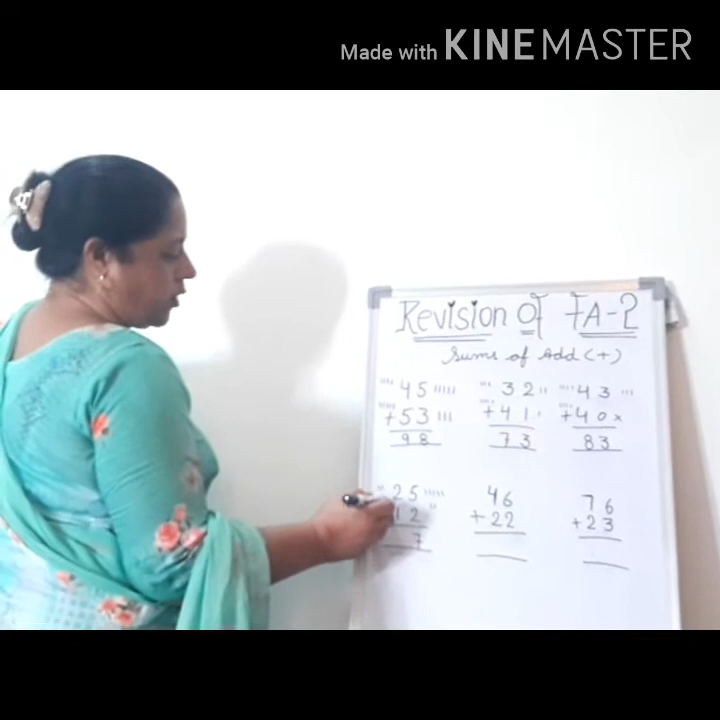 Made with KINEMASTER
Revision of FA-2
Sums of Add (+)
45 32 43
+53 +41 +40×
98 73 83
25 46 76
12 +22 +23
7